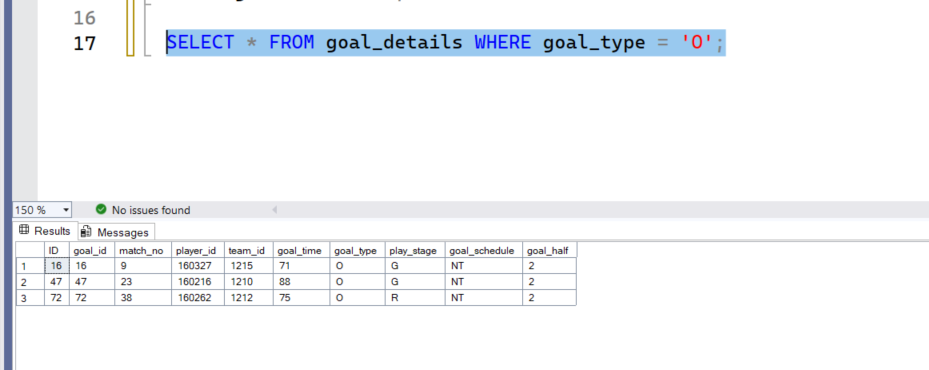 16
17 SELECT * FROM goal_details WHERE goal_type = 'O';
150 % No issues found
Results Messages
ID goal_id match_no player_id team_id goal_time goal_type play_stage goal_schedule goal_half
1 16 16 9 160327 1215 71 O G NT 2
2 47 47 23 160216 1210 88 O G NT 2
3 72 72 38 160262 1212 75 O R NT 2